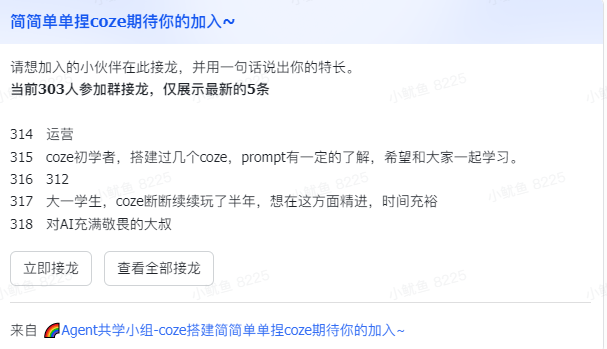 简简单单捏coze期待你的加入~
请想加入的小伙伴在此接龙，并用一句话说出你的特长。
当前303人参加群接龙，仅展示最新的5条
314 运营
315 coze初学者，搭建过几个coze，prompt有一定的了解，希望和大家一起学习。
316 312
317 大一学生，coze断断续续玩了半年，想在这方面精进，时间充裕
318 对AI充满敬畏的大叔
立即接龙 查看全部接龙
来自 🌈Agent共学小组-coze搭建简简单单捏coze期待你的加入~
小鱿鱼 8225